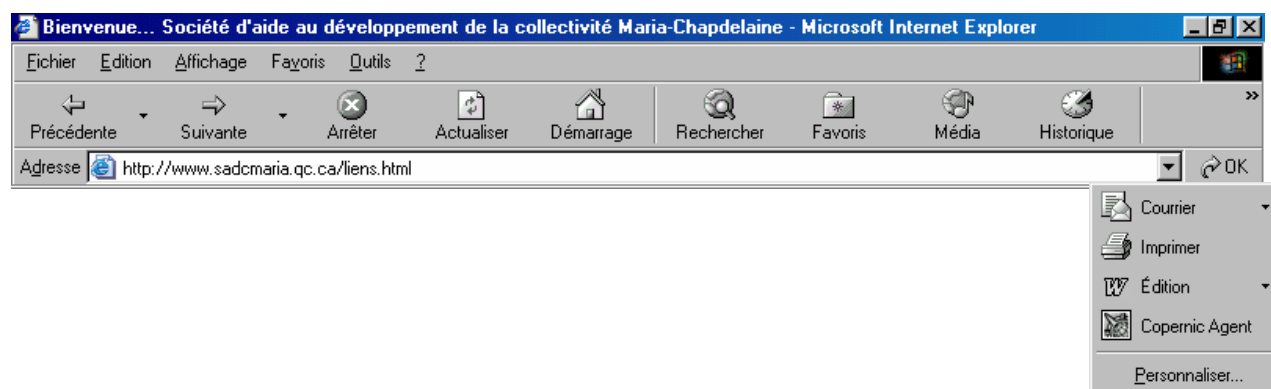 Bienvenue... Société d'aide au développement de la collectivité Maria-Chapdelaine - Microsoft Internet Explorer
Fichier Edition Affichage Favoris Outils ?
Précédente Suivante Arrêter Actualiser Démarrage Rechercher Favoris Média Historique »
Adresse http://www.sadcmaria.qc.ca/liens.html OK
Courrier
Imprimer
Édition
Copernic Agent
Personnaliser...